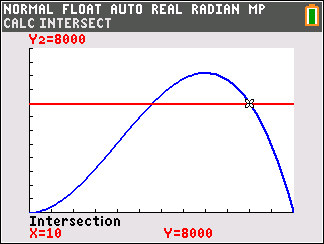 NORMAL FLOAT AUTO REAL RADIAN MP
CALC INTERSECT
Y2=8000
Intersection
X=10 Y=8000